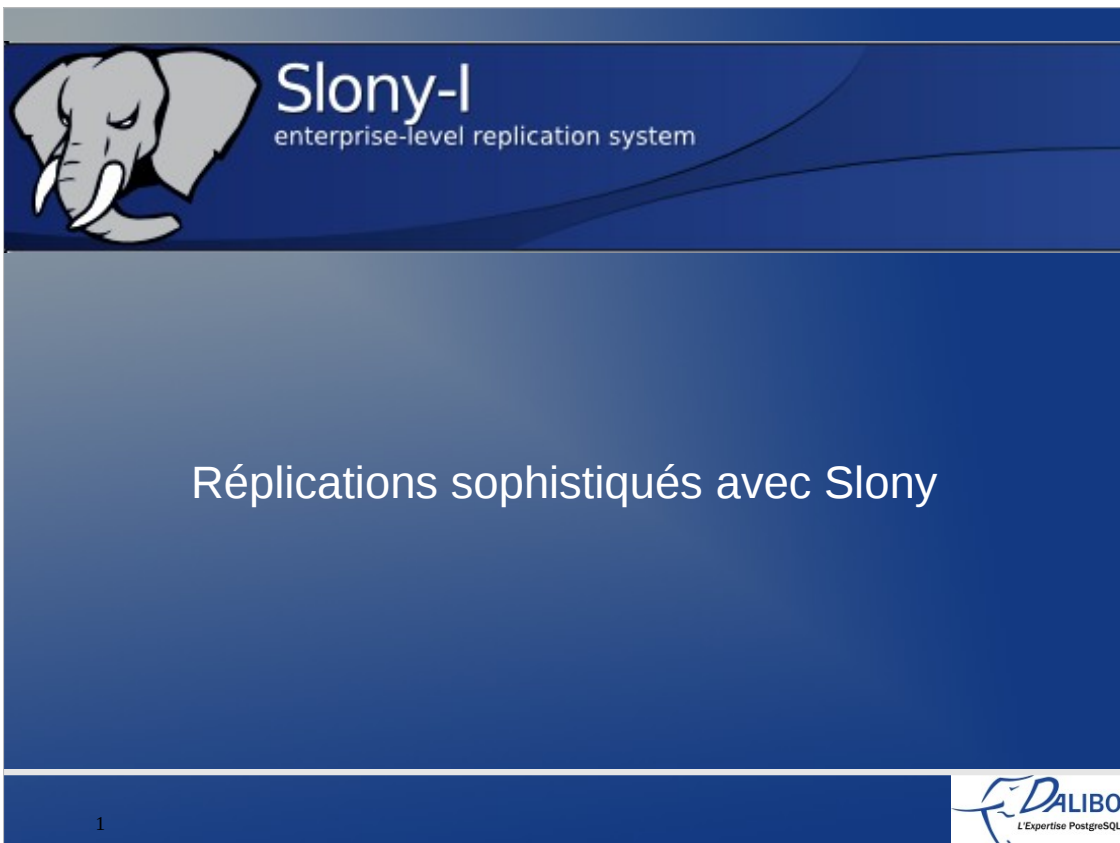 Slony-I
enterprise-level replication system
Réplications sophistiqués avec Slony
1
DALIBO
L'Expertise PostgreSQL